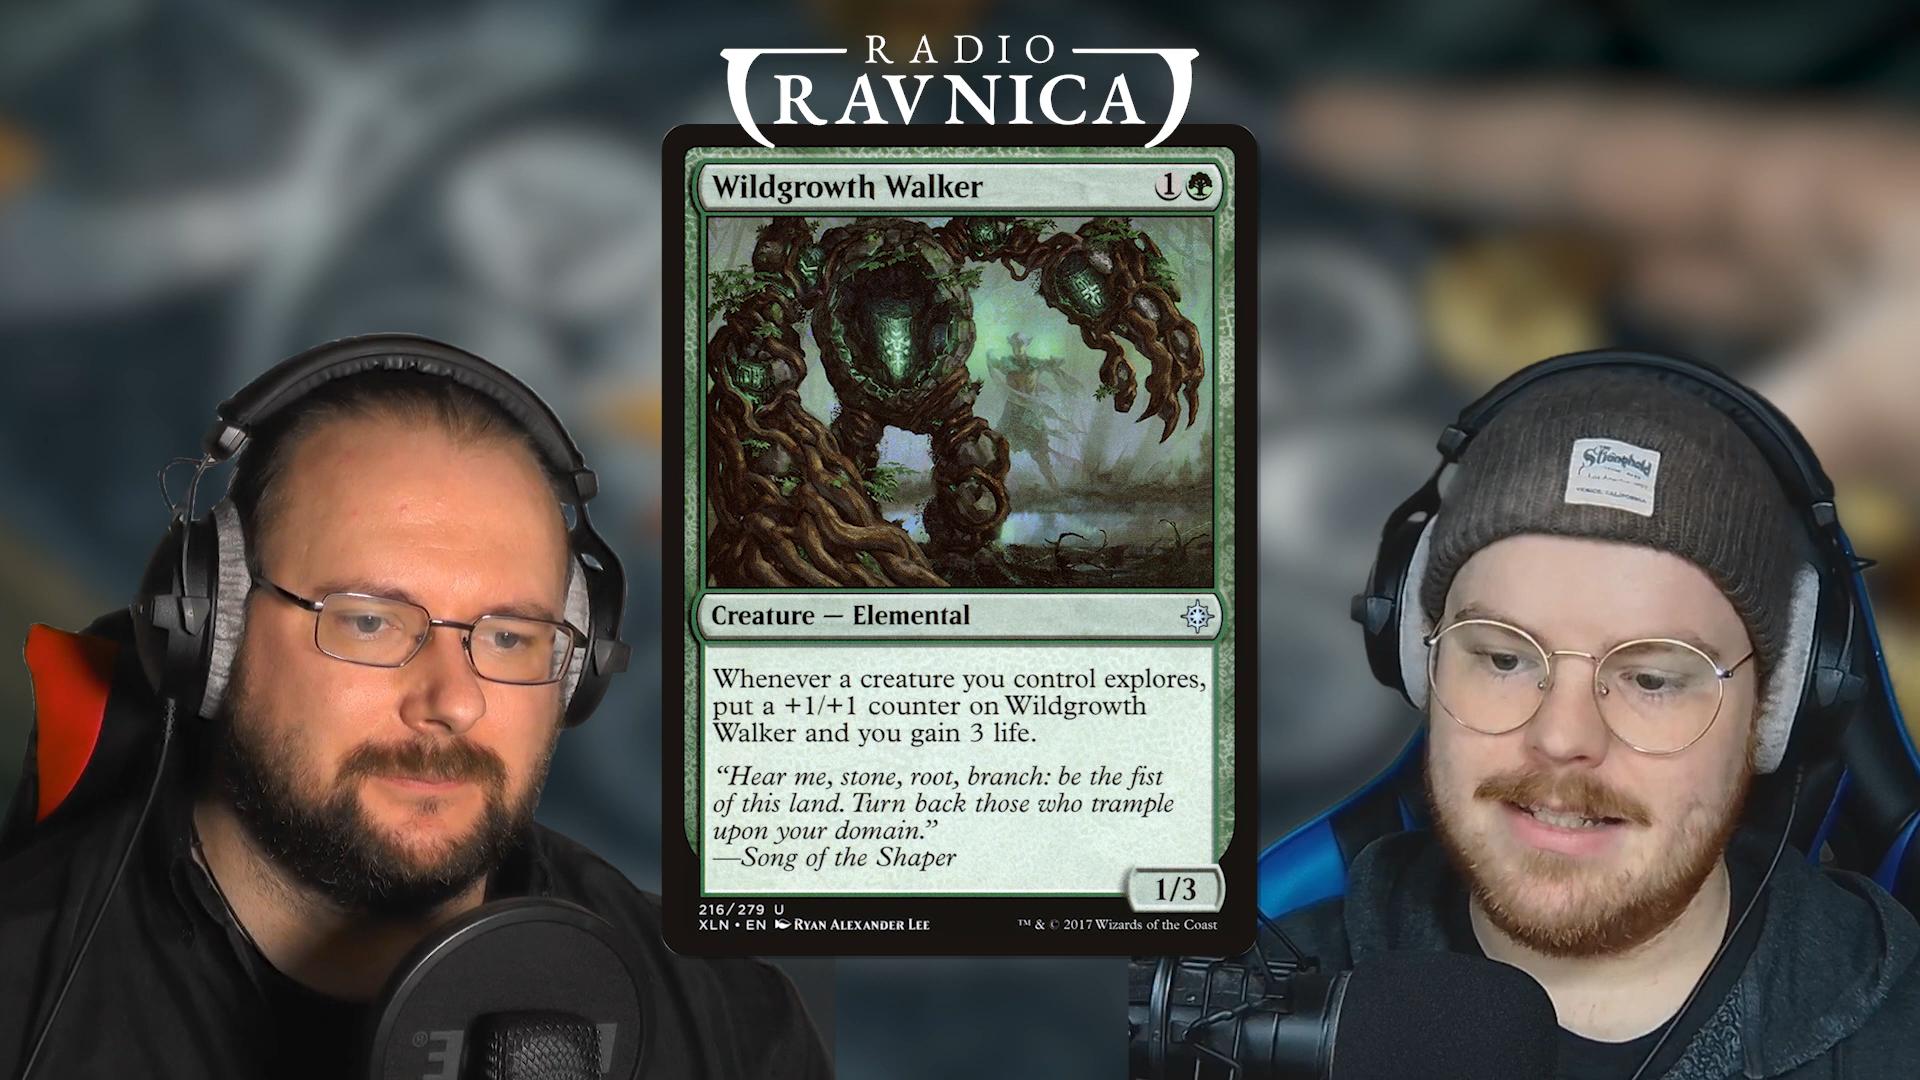 RADIO
RAVNICA
Wildgrowth Walker 1
Creature — Elemental
Whenever a creature you control explores,
put a +1/+1 counter on Wildgrowth
Walker and you gain 3 life.
“Hear me, stone, root, branch: be the fist
of this land. Turn back those who trample
upon your domain.”
—Song of the Shaper
1/3
216/279 U
XLN • EN Ryan Alexander Lee
™ & © 2017 Wizards of the Coast
Stronghold
VENICE, CALIFORNIA